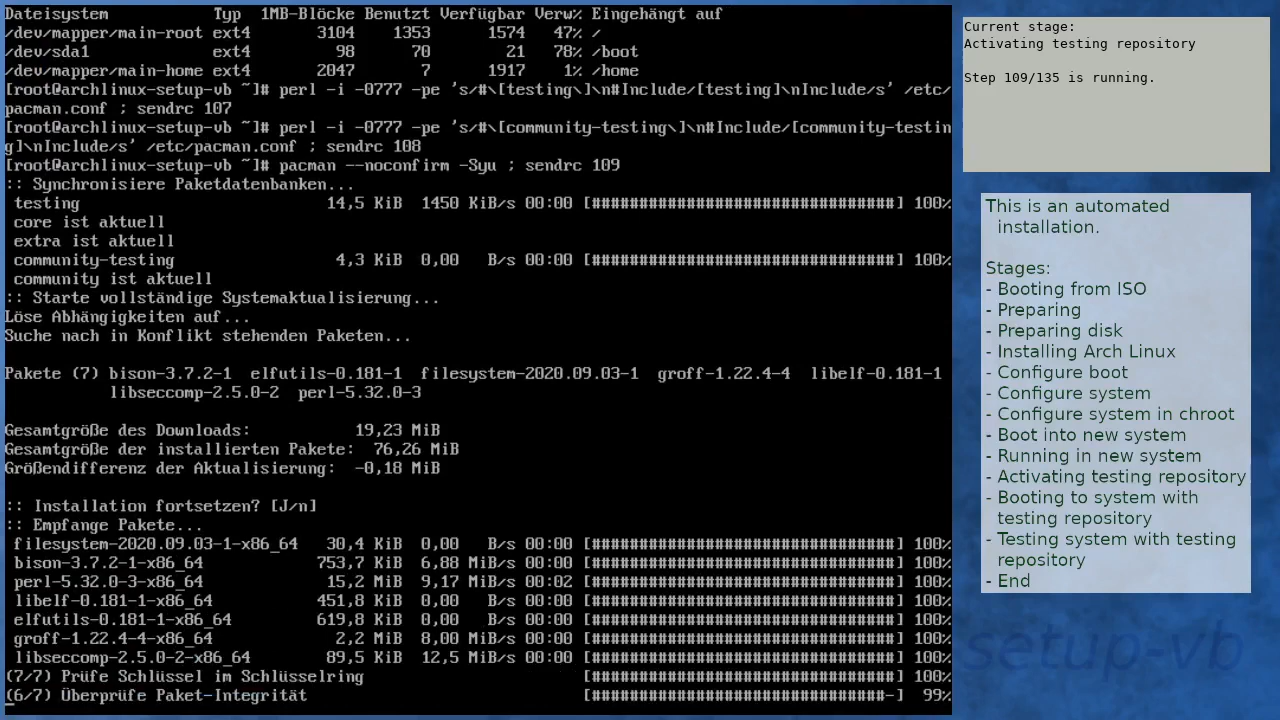 Dateisystem           Typ  1MB-Blöcke Benutzt Verfügbar Verw% Eingehängt auf
/dev/mapper/main-root ext4       3104    1353      1574   47% /
/dev/sda1             ext4         98      70        21   78% /boot
/dev/mapper/main-home ext4       2047       7      1917    1% /home
[root@archlinux-setup-vb ~]# perl -i -0777 -pe 's/#\[testing\]\n#Include/[testing]\nInclude/s' /etc/
pacman.conf ; sendrc 107
[root@archlinux-setup-vb ~]# perl -i -0777 -pe 's/#\[community-testing\]\n#Include/[community-testin
g]\nInclude/s' /etc/pacman.conf ; sendrc 108
[root@archlinux-setup-vb ~]# pacman --noconfirm -Syu ; sendrc 109
:: Synchronisiere Paketdatenbanken...
 testing                          14,5 KiB  1450 KiB/s 00:00 [################################] 100%
 core ist aktuell
 extra ist aktuell
 community-testing                 4,3 KiB  0,00   B/s 00:00 [################################] 100%
 community ist aktuell
:: Starte vollständige Systemaktualisierung...
Löse Abhängigkeiten auf...
Suche nach in Konflikt stehenden Paketen...
Pakete (7) bison-3.7.2-1  elfutils-0.181-1  filesystem-2020.09.03-1  groff-1.22.4-4  libelf-0.181-1
           libseccomp-2.5.0-2  perl-5.32.0-3
Gesamtgröße des Downloads:           19,23 MiB
Gesamtgröße der installierten Pakete:  76,26 MiB
Größendifferenz der Aktualisierung:  -0,18 MiB
:: Installation fortsetzen? [J/n]
:: Empfange Pakete...
 filesystem-2020.09.03-1-x86_64   30,4 KiB  0,00   B/s 00:00 [################################] 100%
 bison-3.7.2-1-x86_64            753,7 KiB  6,88 MiB/s 00:00 [################################] 100%
 perl-5.32.0-3-x86_64             15,2 MiB  9,17 MiB/s 00:02 [################################] 100%
 libelf-0.181-1-x86_64           451,8 KiB  0,00   B/s 00:00 [################################] 100%
 elfutils-0.181-1-x86_64         619,8 KiB  0,00   B/s 00:00 [################################] 100%
 groff-1.22.4-4-x86_64             2,2 MiB  8,00 MiB/s 00:00 [################################] 100%
 libseccomp-2.5.0-2-x86_64        89,5 KiB  12,5 MiB/s 00:00 [################################] 100%
(7/7) Prüfe Schlüssel im Schlüsselring                       [################################] 100%
(6/7) Überprüfe Paket-Integrität                             [###############################-]  99%
Current stage:
Activating testing repository
Step 109/135 is running.
This is an automated
installation.
Stages:
- Booting from ISO
- Preparing
- Preparing disk
- Installing Arch Linux
- Configure boot
- Configure system
- Configure system in chroot
- Boot into new system
- Running in new system
- Activating testing repository
- Booting to system with
testing repository
- Testing system with testing
repository
- End
setup-vb